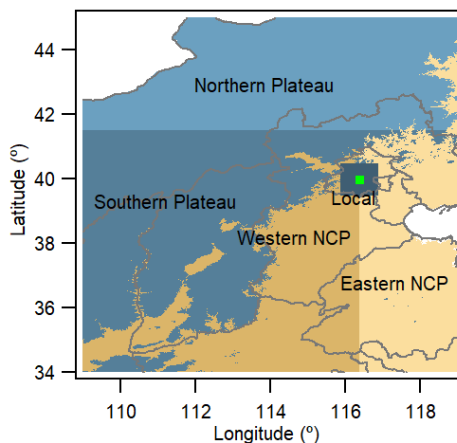 44
42
40
38
36
34
Latitude (º)
Northern Plateau
Southern Plateau
Local
Western NCP
Eastern NCP
110
112
114
116
118
Longitude (º)